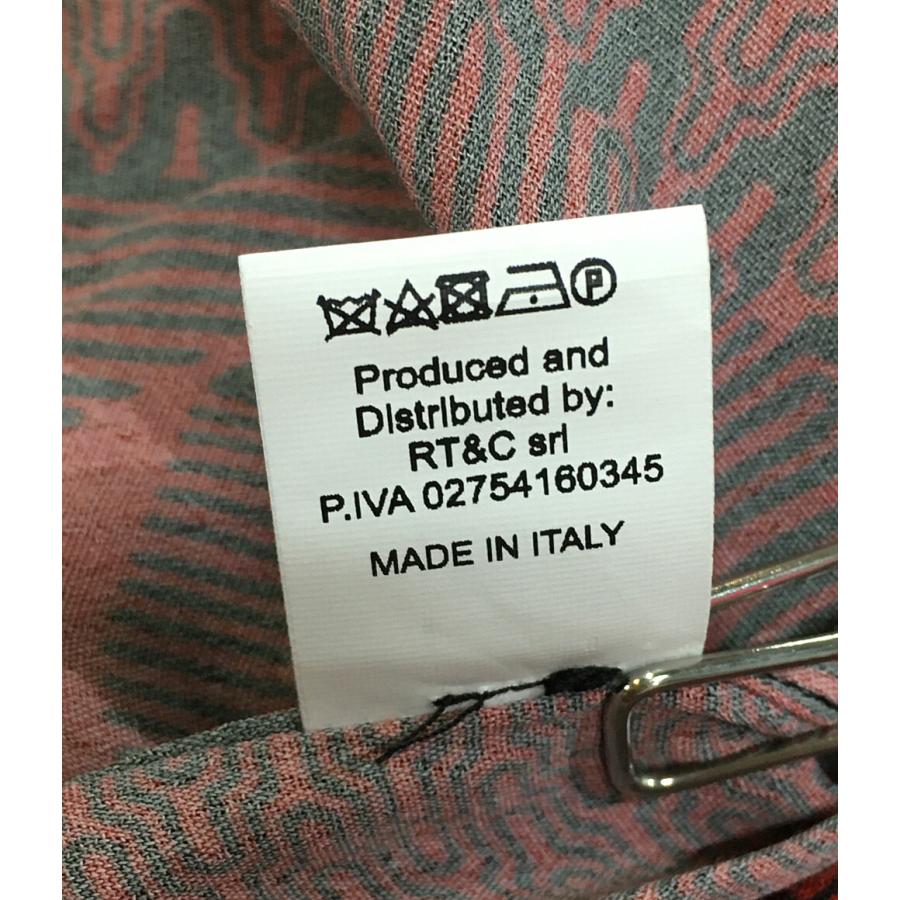 P
Produced and
Distributed by:
RT&C srl
P.IVA 02754160345
MADE IN ITALY